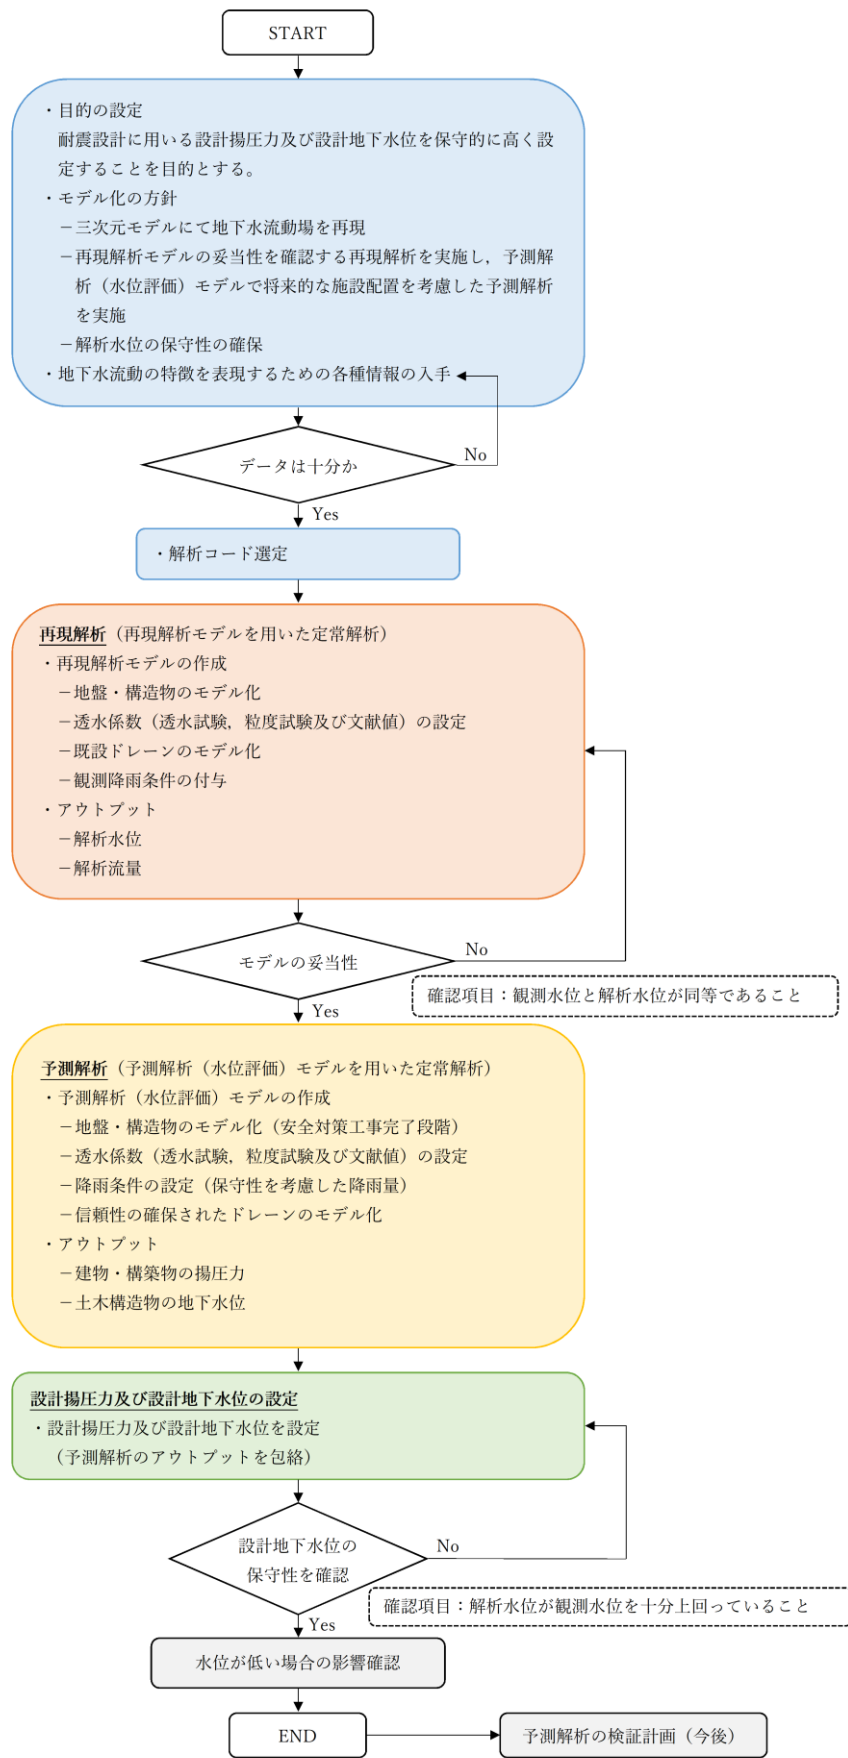 START
・目的の設定
耐震設計に用いる設計揚圧力及び設計地下水位を保守的に高く設
定することを目的とする。
・モデル化の方針
－三次元モデルにて地下水流動場を再現
－再現解析モデルの妥当性を確認する再現解析を実施し，予測解
析（水位評価）モデルで将来的な施設配置を考慮した予測解析
を実施
－解析水位の保守性の確保
・地下水流動の特徴を表現するための各種情報の入手
データは十分か
No
Yes
・解析コード選定
再現解析（再現解析モデルを用いた定常解析）
・再現解析モデルの作成
－地盤・構造物のモデル化
－透水係数（透水試験，粒度試験及び文献値）の設定
－既設ドレーンのモデル化
－観測降雨条件の付与
・アウトプット
－解析水位
－解析流量
モデルの妥当性
No
確認項目：観測水位と解析水位が同等であること
Yes
予測解析（予測解析（水位評価）モデルを用いた定常解析）
・予測解析（水位評価）モデルの作成
－地盤・構造物のモデル化（安全対策工事完了段階）
－透水係数（透水試験，粒度試験及び文献値）の設定
－降雨条件の設定（保守性を考慮した降雨量）
－信頼性の確保されたドレーンのモデル化
・アウトプット
－建物・構築物の揚圧力
－土木構造物の地下水位
設計揚圧力及び設計地下水位の設定
・設計揚圧力及び設計地下水位を設定
（予測解析のアウトプットを包絡）
設計地下水位の
保守性を確認
No
確認項目：解析水位が観測水位を十分上回っていること
Yes
水位が低い場合の影響確認
END
予測解析の検証計画（今後）